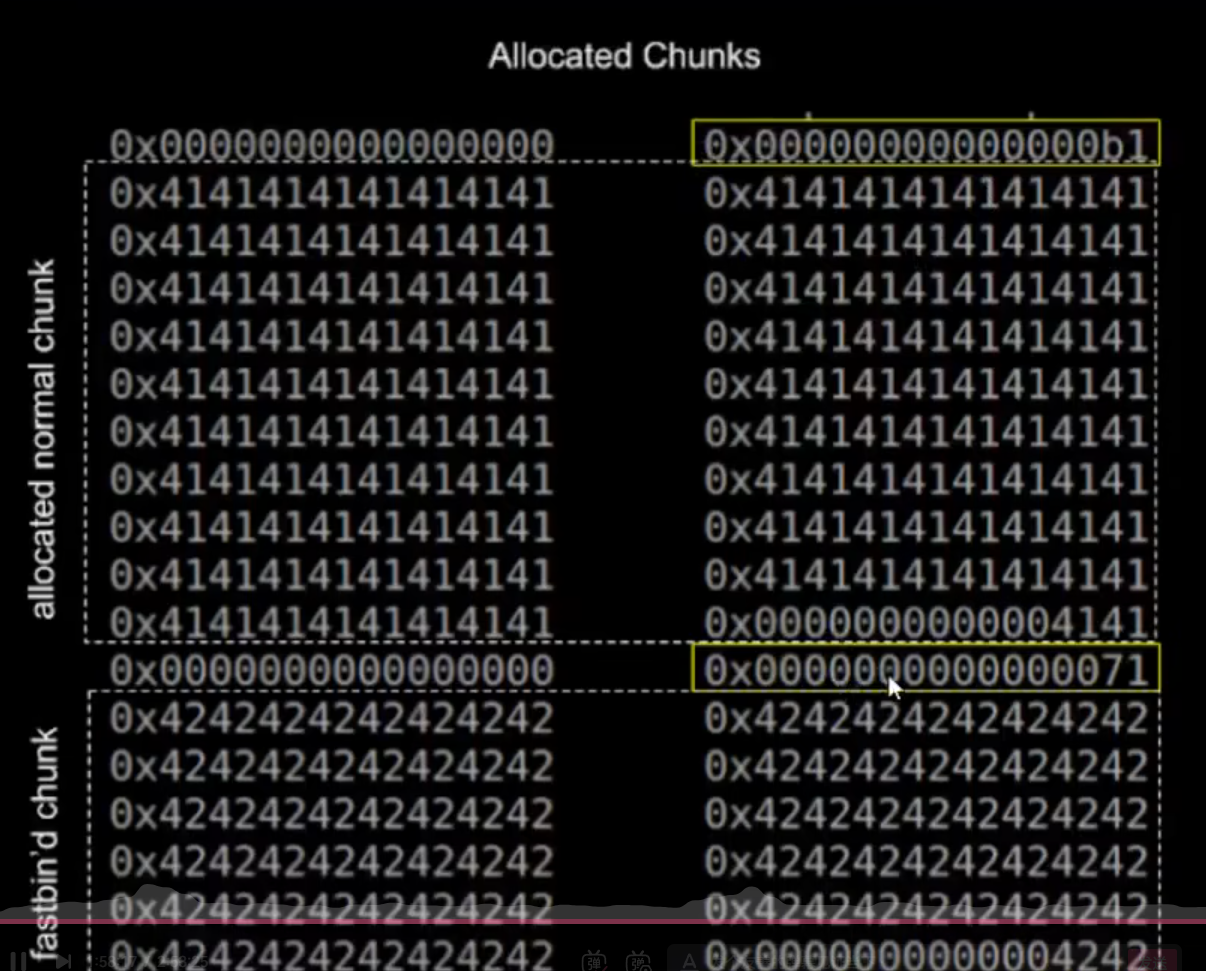 Allocated Chunks
0x0000000000000000 0x00000000000000b1
0x4141414141414141 0x4141414141414141
0x4141414141414141 0x4141414141414141
0x4141414141414141 0x4141414141414141
0x4141414141414141 0x4141414141414141
0x4141414141414141 0x4141414141414141
0x4141414141414141 0x4141414141414141
0x4141414141414141 0x4141414141414141
0x4141414141414141 0x4141414141414141
0x4141414141414141 0x4141414141414141
0x4141414141414141 0x0000000000004141
allocated normal chunk
0x0000000000000000 0x0000000000000071
0x4242424242424242 0x4242424242424242
0x4242424242424242 0x4242424242424242
0x4242424242424242 0x4242424242424242
0x4242424242424242 0x4242424242424242
0x4242424242424242 0x4242424242424242
0x4242424242424242 0x0000000000004242
fastbin'd chunk
弹 弹 A